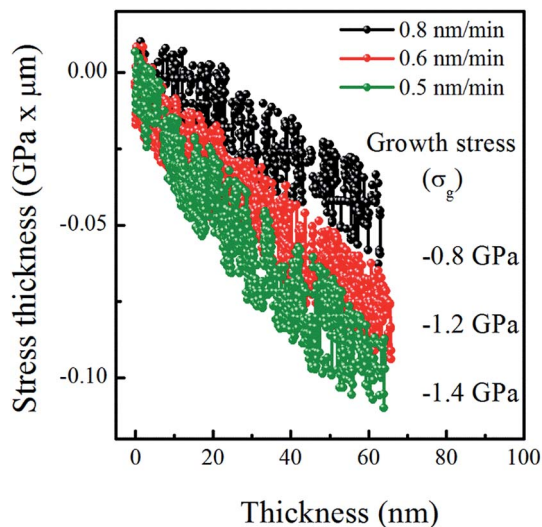 0.8 nm/min
0.6 nm/min
0.5 nm/min
Growth stress
(σg)
-0.8 GPa
-1.2 GPa
-1.4 GPa
0.00
-0.05
-0.10
Stress thickness (GPa x μm)
0 20 40 60 80 100
Thickness (nm)